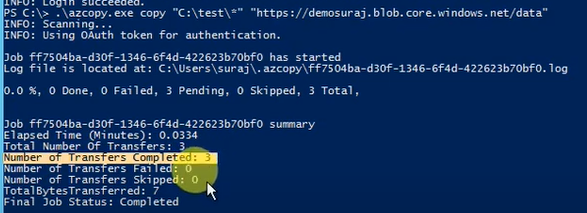 INFO: Login succeeded.
PS C:\> .\azcopy.exe copy "C:\test\*" "https://demosuraj.blob.core.windows.net/data"
INFO: Scanning...
INFO: Using OAuth token for authentication.
Job ff7504ba-d30f-1346-6f4d-422623b70bf0 has started
Log file is located at: C:\Users\suraj\.azcopy\ff7504ba-d30f-1346-6f4d-422623b70bf0.log
0.0 %, 0 Done, 0 Failed, 3 Pending, 0 Skipped, 3 Total,
Job ff7504ba-d30f-1346-6f4d-422623b70bf0 summary
Elapsed Time (Minutes): 0.0334
Total Number Of Transfers: 3
Number of Transfers Completed: 3
Number of Transfers Failed: 0
Number of Transfers Skipped: 0
TotalBytesTransferred: 7
Final Job Status: Completed